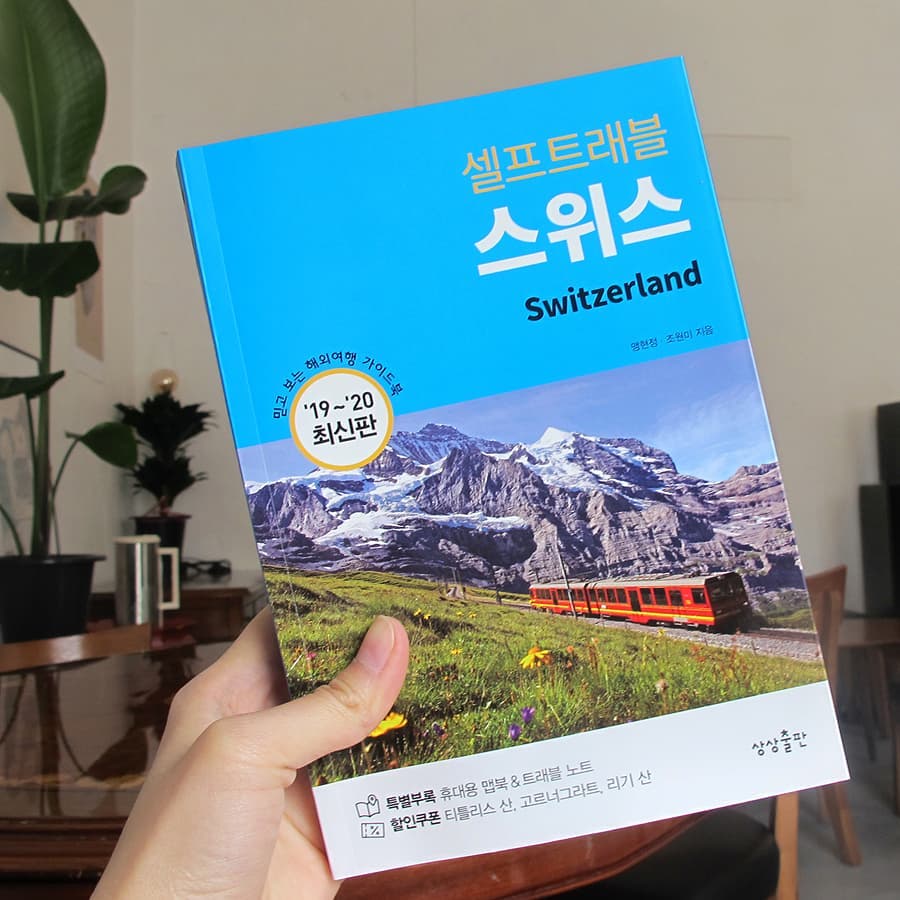 셀프트래블
스위스
Switzerland
맹현정 · 조원미 지음
믿고 보는 해외여행 가이드북
'19~'20
최신판
상상출판
특별부록 휴대용 맵북 & 트래블 노트
할인쿠폰 티틀리스 산, 고르너그라트, 리기 산